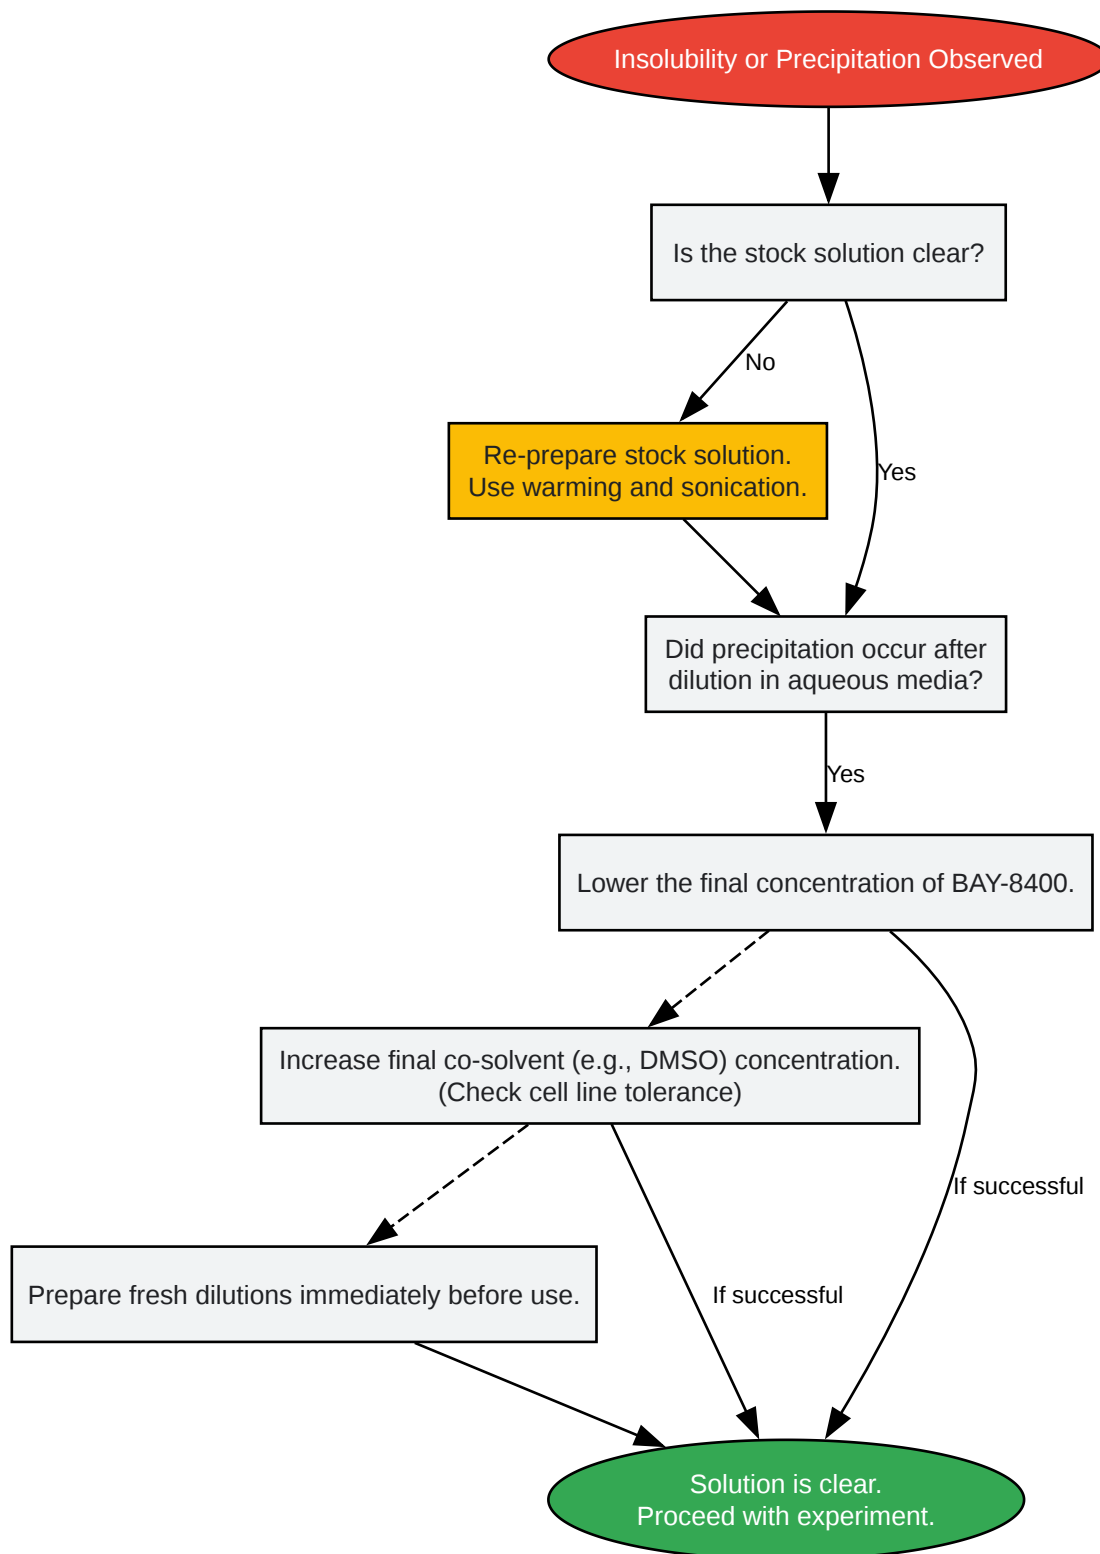 Insolubility or Precipitation Observed
Is the stock solution clear?
No
Re-prepare stock solution.
Use warming and sonication.
Yes
Did precipitation occur after
dilution in aqueous media?
Yes
Lower the final concentration of BAY-8400.
Increase final co-solvent (e.g., DMSO) concentration.
(Check cell line tolerance)
If successful
Prepare fresh dilutions immediately before use.
If successful
Solution is clear.
Proceed with experiment.